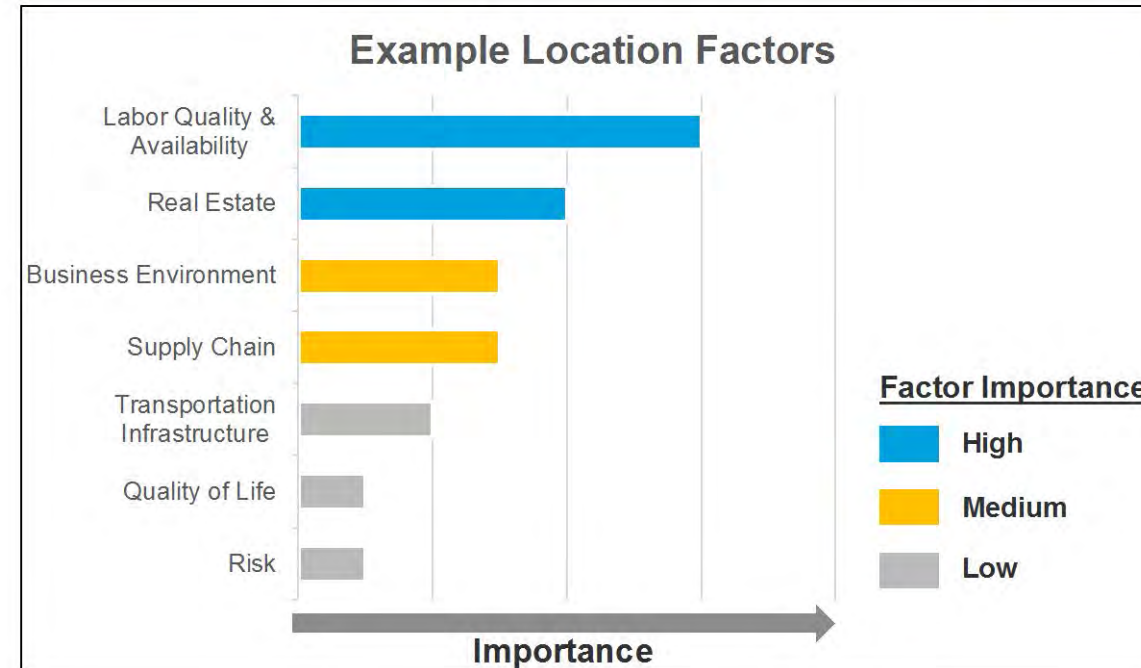 Example Location Factors
Labor Quality &
Availability
Real Estate
Business Environment
Supply Chain
Transportation
Infrastructure
Quality of Life
Risk
Importance
Factor Importance
High
Medium
Low